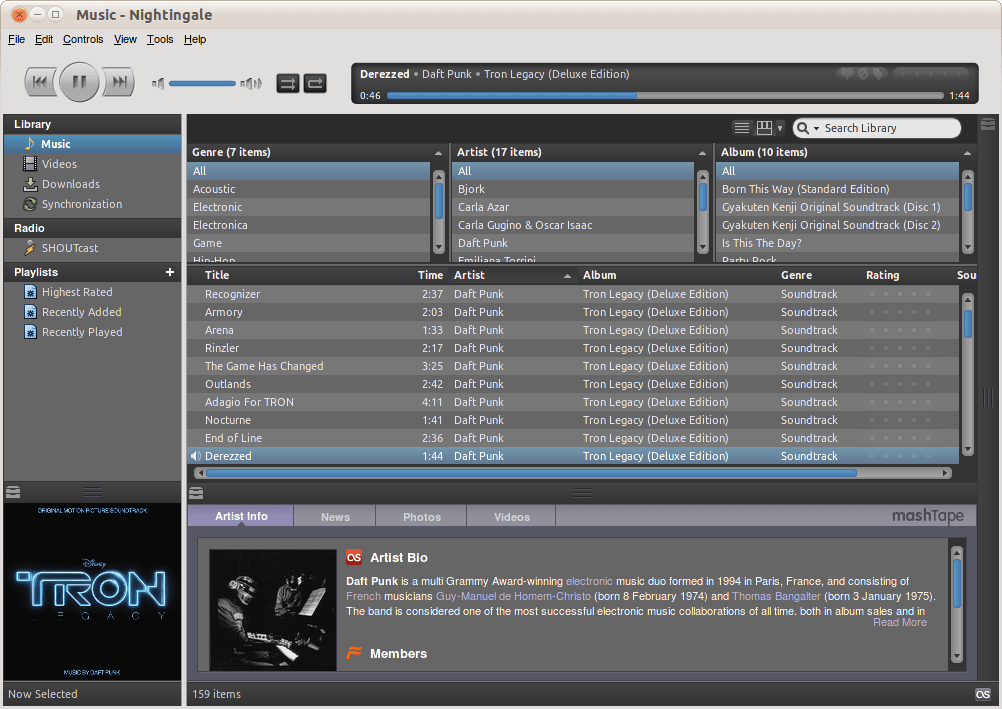 Music - Nightingale
File Edit Controls View Tools Help
Derezzed • Daft Punk • Tron Legacy (Deluxe Edition)
0:46 1:44
Library
Music
Videos
Downloads
Synchronization
Radio
SHOUTcast
Playlists +
Highest Rated
Recently Added
Recently Played
Search Library
Genre (7 items)
All
Acoustic
Electronic
Electronica
Game
Hip-Hop
Artist (17 items)
All
Bjork
Carla Azar
Carla Gugino & Oscar Isaac
Daft Punk
Emiliana Torrini
Album (10 items)
All
Born This Way (Standard Edition)
Gyakuten Kenji Original Soundtrack (Disc 1)
Gyakuten Kenji Original Soundtrack (Disc 2)
Is This The Day?
Party Rock
Title Time Artist Album Genre Rating Sou
Recognizer 2:37 Daft Punk Tron Legacy (Deluxe Edition) Soundtrack
Armory 2:03 Daft Punk Tron Legacy (Deluxe Edition) Soundtrack
Arena 1:33 Daft Punk Tron Legacy (Deluxe Edition) Soundtrack
Rinzler 2:17 Daft Punk Tron Legacy (Deluxe Edition) Soundtrack
The Game Has Changed 3:25 Daft Punk Tron Legacy (Deluxe Edition) Soundtrack
Outlands 2:42 Daft Punk Tron Legacy (Deluxe Edition) Soundtrack
Adagio For TRON 4:11 Daft Punk Tron Legacy (Deluxe Edition) Soundtrack
Nocturne 1:41 Daft Punk Tron Legacy (Deluxe Edition) Soundtrack
End of Line 2:36 Daft Punk Tron Legacy (Deluxe Edition) Soundtrack
Derezzed 1:44 Daft Punk Tron Legacy (Deluxe Edition) Soundtrack
ORIGINAL MOTION PICTURE SOUNDTRACK
Disney
TRON
LEGACY
MUSIC BY DAFT PUNK
Now Selected
Artist Info News Photos Videos mashTape
Artist Bio
Daft Punk is a multi Grammy Award-winning electronic music duo formed in 1994 in Paris, France, and consisting of
French musicians Guy-Manuel de Homem-Christo (born 8 February 1974) and Thomas Bangalter (born 3 January 1975).
The band is considered one of the most successful electronic music collaborations of all time, both in album sales and in
Read More
Members
159 items